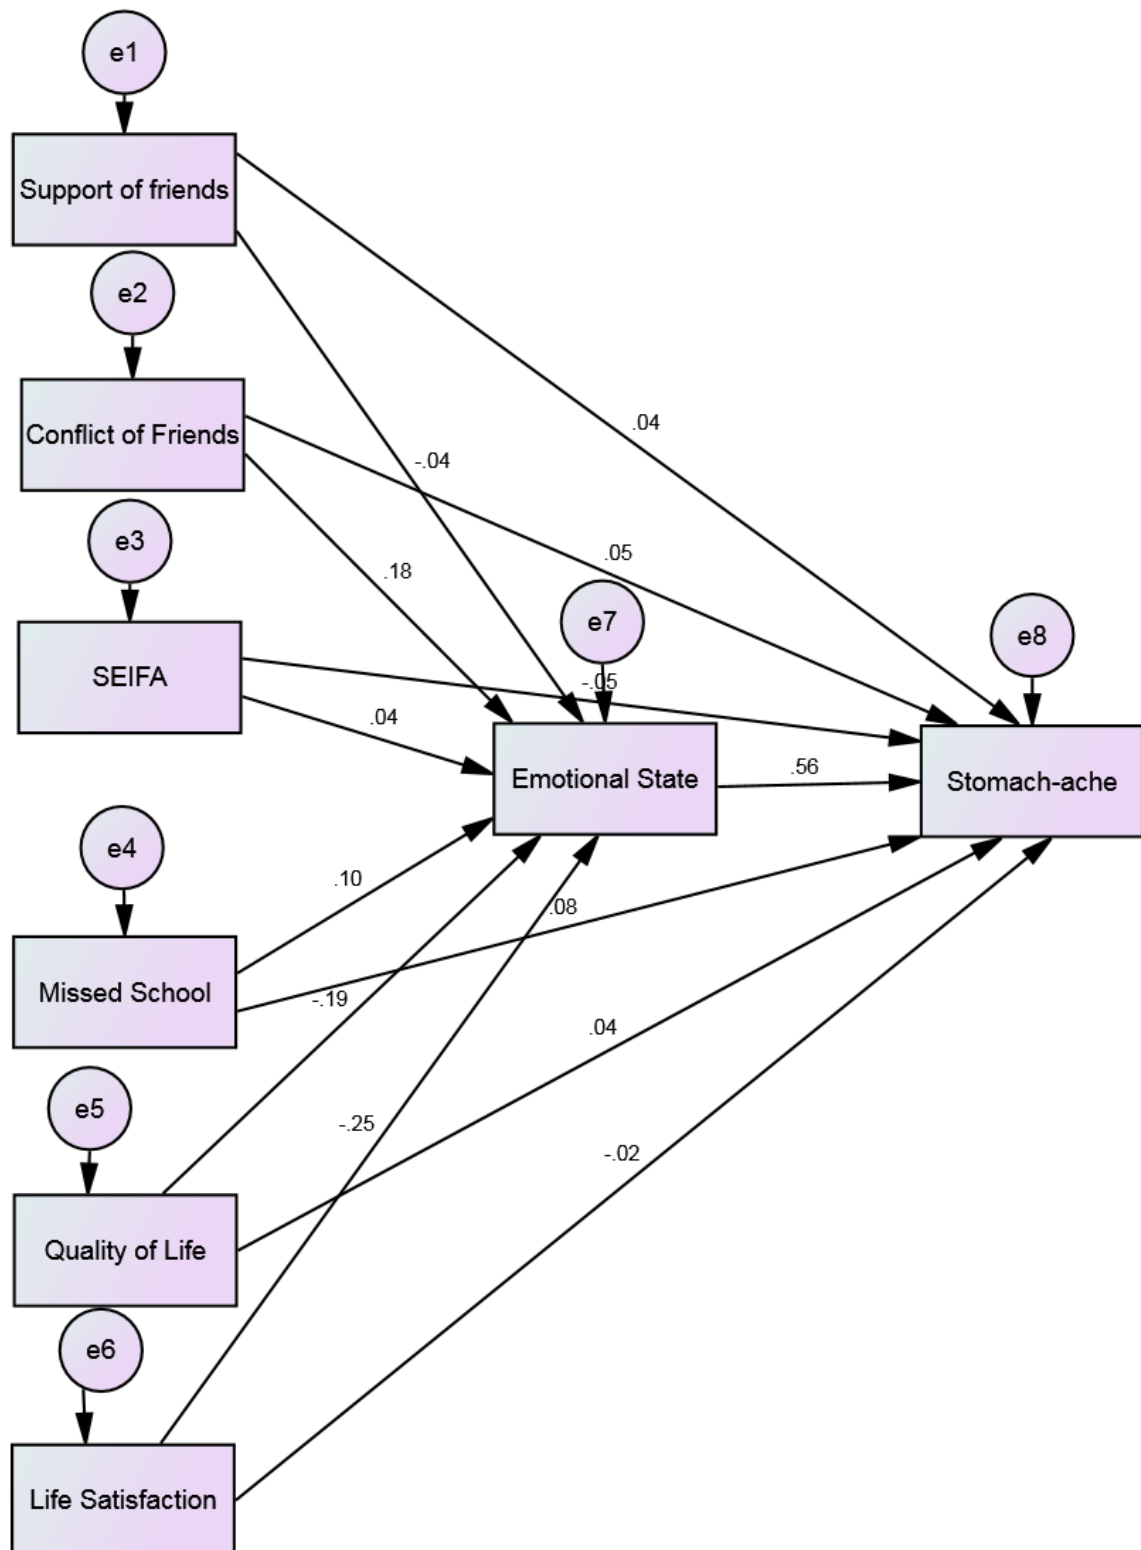 e1
Support of friends
e2
Conflict of Friends
e3
SEIFA
e4
Missed School
e5
Quality of Life
e6
Life Satisfaction
.04
-.04
.05
.18
e7
-.05
e8
.04
Emotional State
.56
Stomach-ache
.10
.08
-.19
.04
-.25
-.02